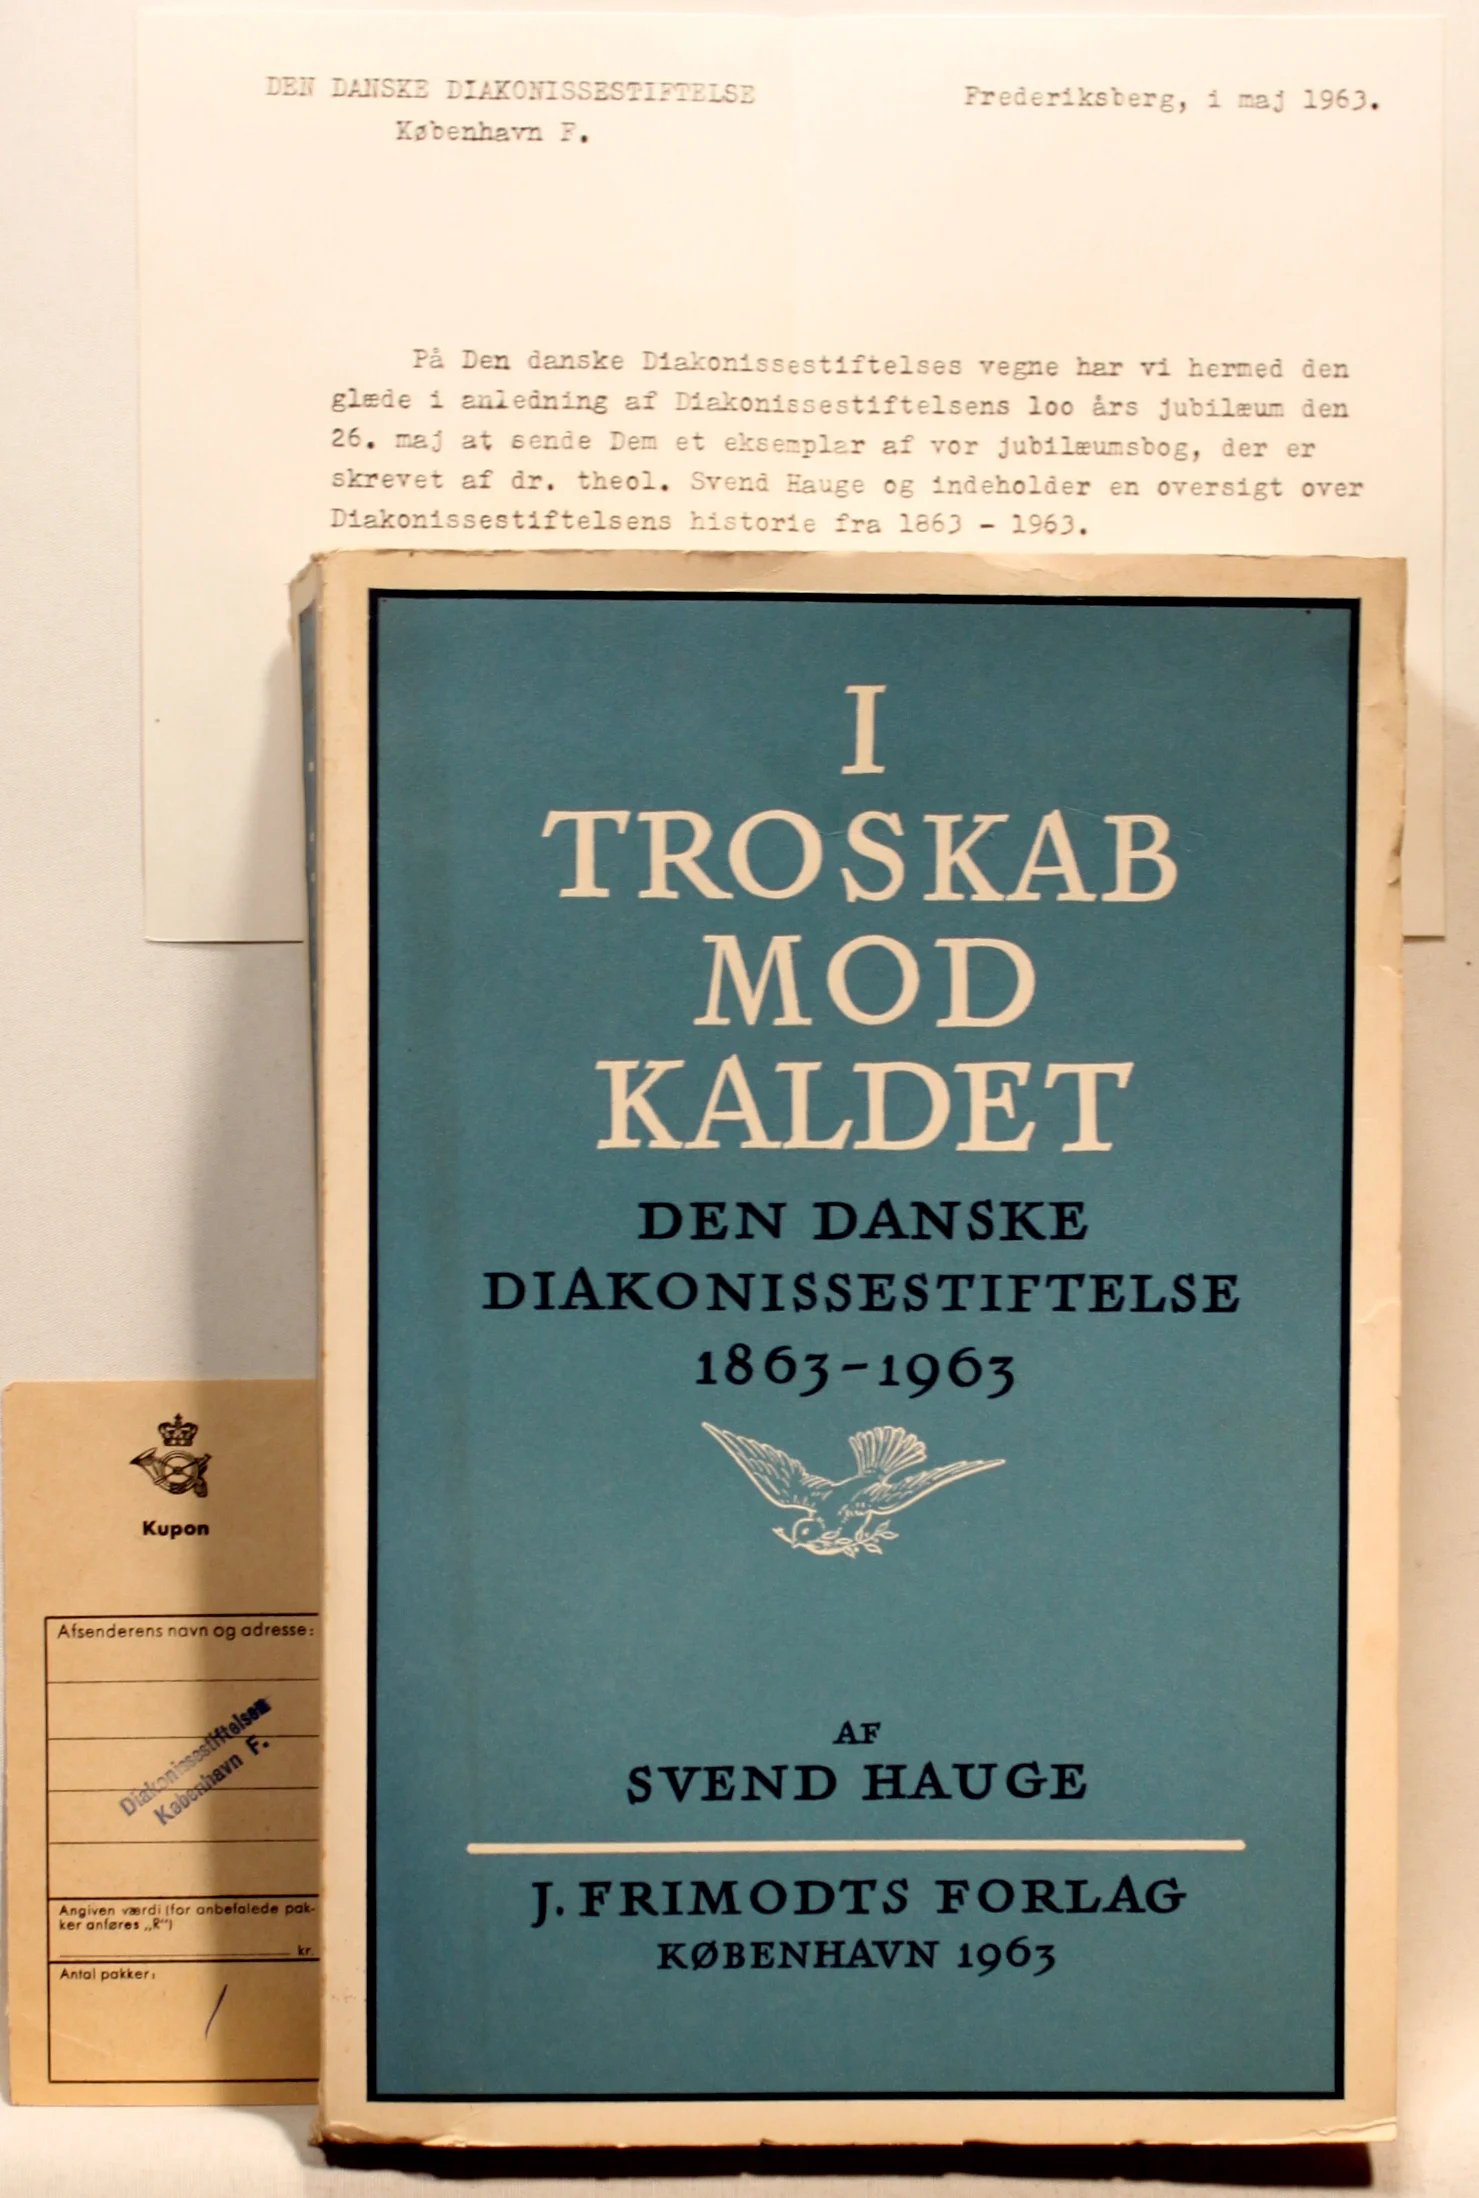 DEN DANSKE DIAKONISSESTIFTELSE
København F.
Frederiksberg, i maj 1963.
På Den danske Diakonissestiftelses vegne har vi hermed den
glæde i anledning af Diakonissestiftelsens loo års jubilæum den
26. maj at sende Dem et eksemplar af vor jubilæumsbog, der er
skrevet af dr. theol. Svend Hauge og indeholder en oversigt over
Diakonissestiftelsens historie fra 1863 - 1963.
I
TROSKAB
MOD
KALDET
DEN DANSKE
DIAKONISSESTIFTELSE
1863-1963
AF
SVEND HAUGE
J. FRIMODTS FORLAG
KØBENHAVN 1963
Kupon
Afsenderens navn og adresse:
Diakonissestiftelsen
København F.
Angiven værdi (for anbefalede pak-
ker anføres „R")
kr.
Antal pakker:
/